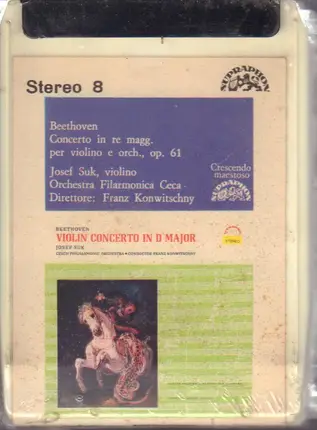 Stereo 8
SUPRAPHON
Beethoven
Concerto in re magg.
per violino e orch., op. 61
Josef Suk, violino
Orchestra Filarmonica Ceca
Direttore: Franz Konwitschny
Crescendo
maestoso
SUPRAPHON
BEETHOVEN
VIOLIN CONCERTO IN D MAJOR
JOSEF SUK
CZECH PHILHARMONIC ORCHESTRA • CONDUCTOR FRANZ KONWITSCHNY
STEREO